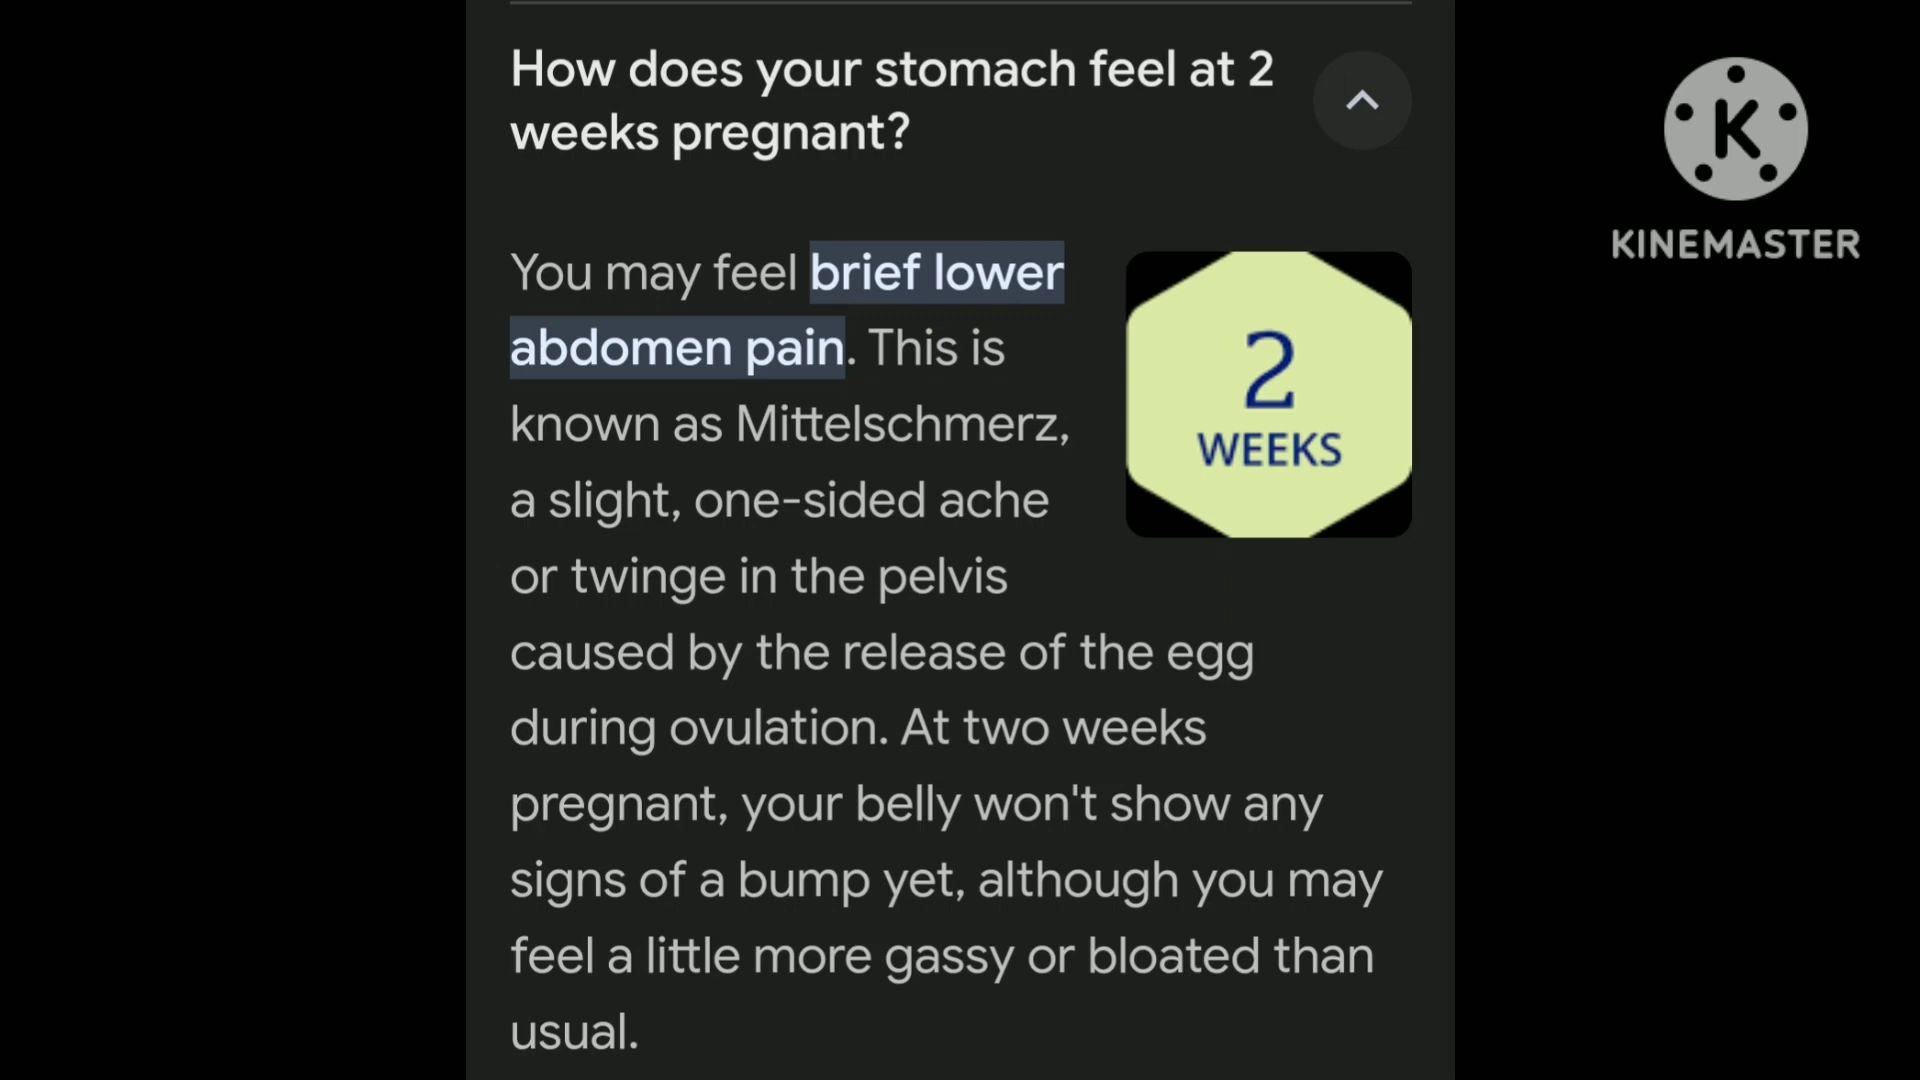 How does your stomach feel at 2
weeks pregnant?
You may feel brief lower
abdomen pain. This is
known as Mittelschmerz,
a slight, one-sided ache
or twinge in the pelvis
caused by the release of the egg
during ovulation. At two weeks
pregnant, your belly won't show any
signs of a bump yet, although you may
feel a little more gassy or bloated than
usual.
2
WEEKS
K
KINEMASTER